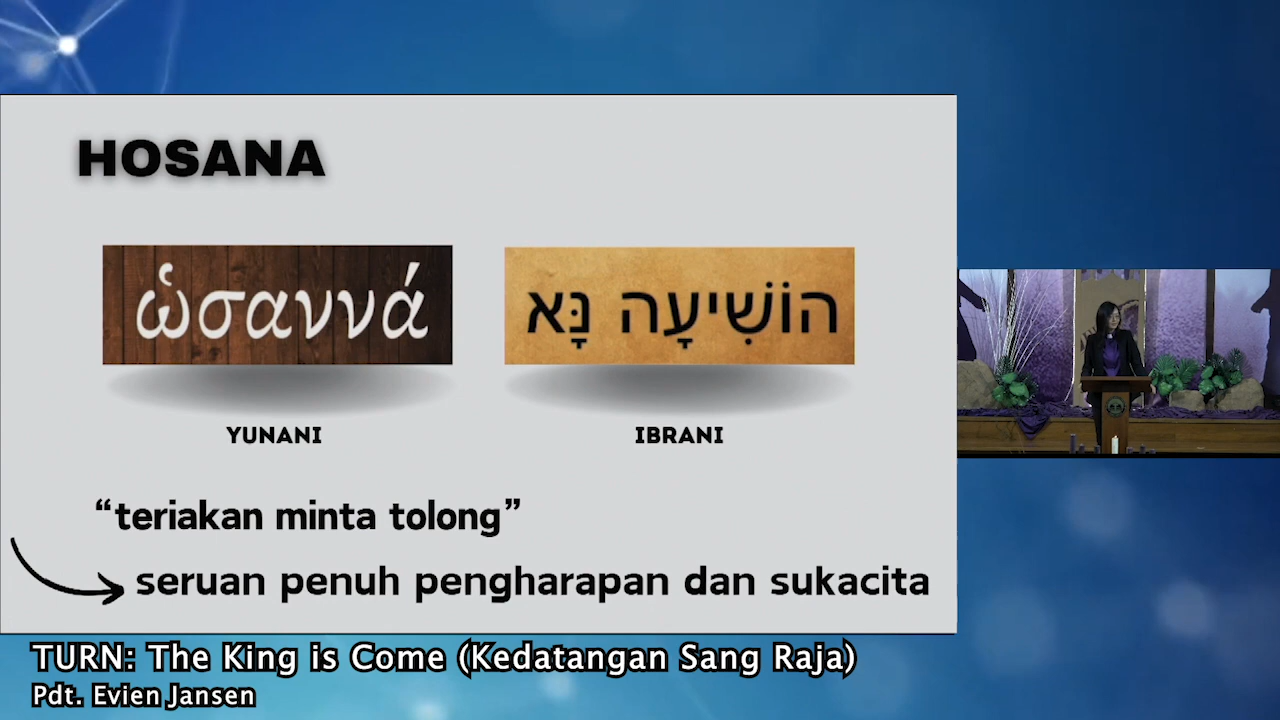 HOSANA
ὡσαννά
הוֹשִׁיעָה נָּא
YUNANI
IBRANI
“teriakan minta tolong”
seruan penuh pengharapan dan sukacita
TURN: The King is Come (Kedatangan Sang Raja)
Pdt. Evien Jansen